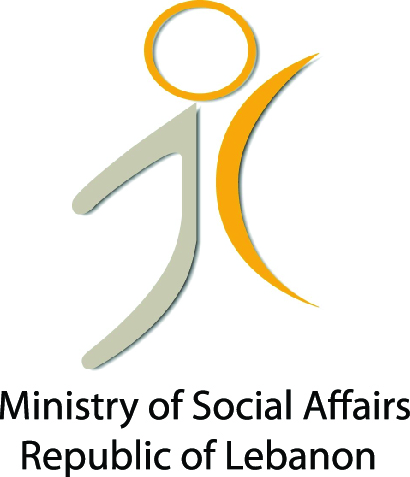 Ministry of Social Affairs
Republic of Lebanon